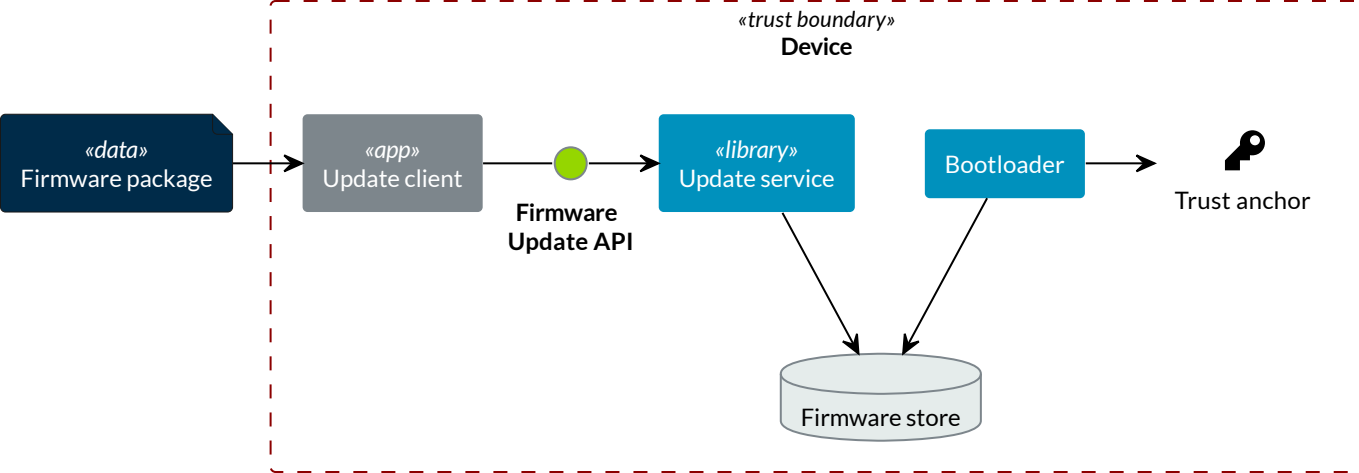 «trust boundary»
Device
«data»
Firmware package
«app»
Update client
Firmware
Update API
«library»
Update service
Bootloader
Trust anchor
Firmware store